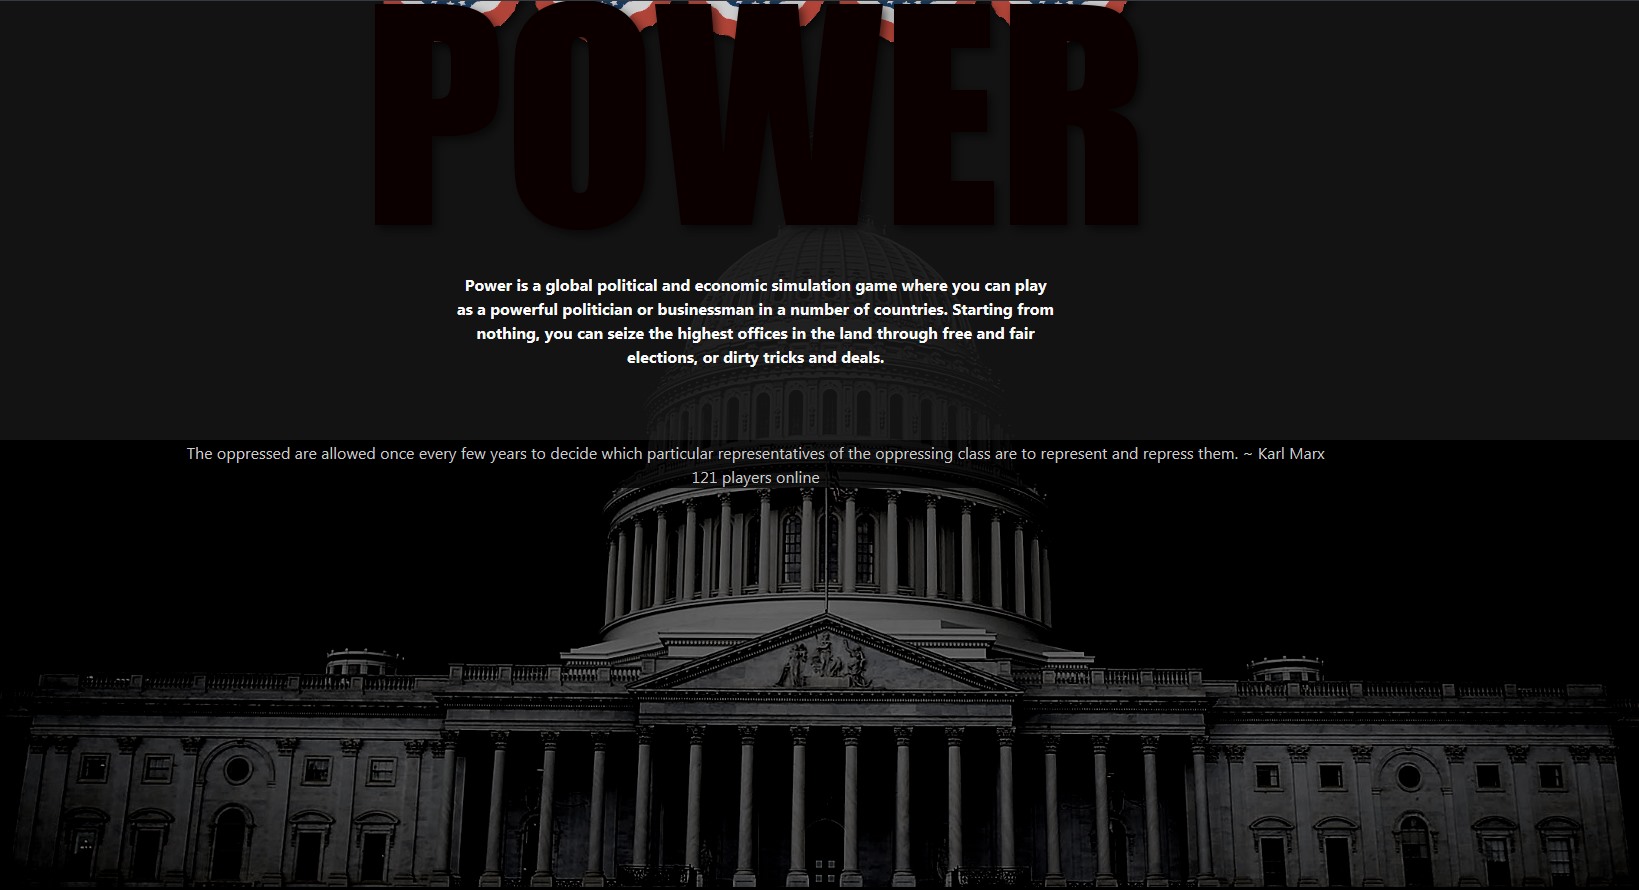 POWER
Power is a global political and economic simulation game where you can play
as a powerful politician or businessman in a number of countries. Starting from
nothing, you can seize the highest offices in the land through free and fair
elections, or dirty tricks and deals.
The oppressed are allowed once every few years to decide which particular representatives of the oppressing class are to represent and repress them. ~ Karl Marx
121 players online